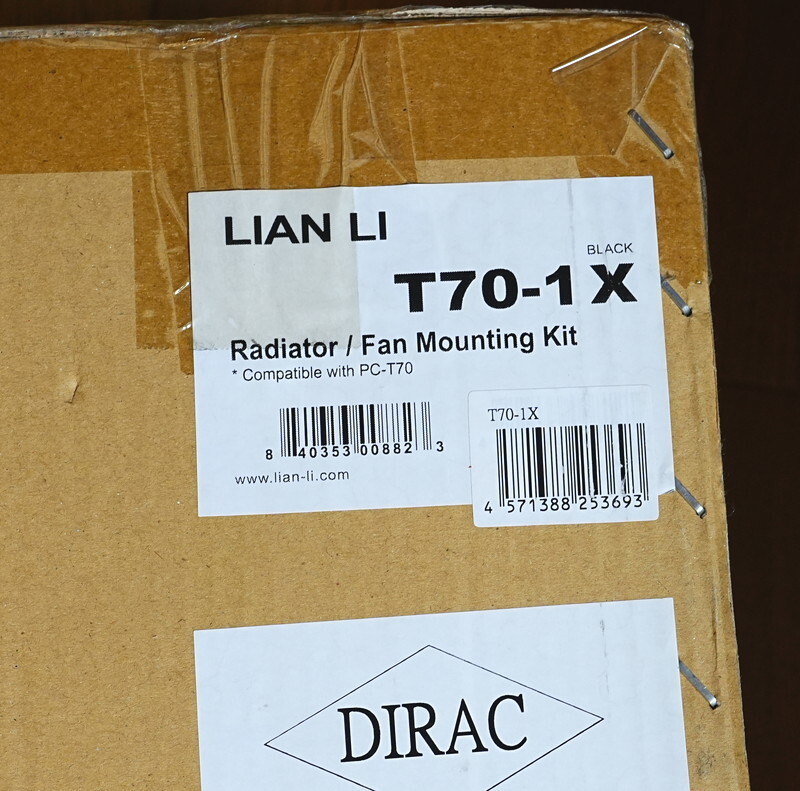 LIAN LI
BLACK
T70-1X
Radiator / Fan Mounting Kit
* Compatible with PC-T70
8 40353 00882 3
www.lian-li.com
T70-1X
4 571388 253693
DIRAC